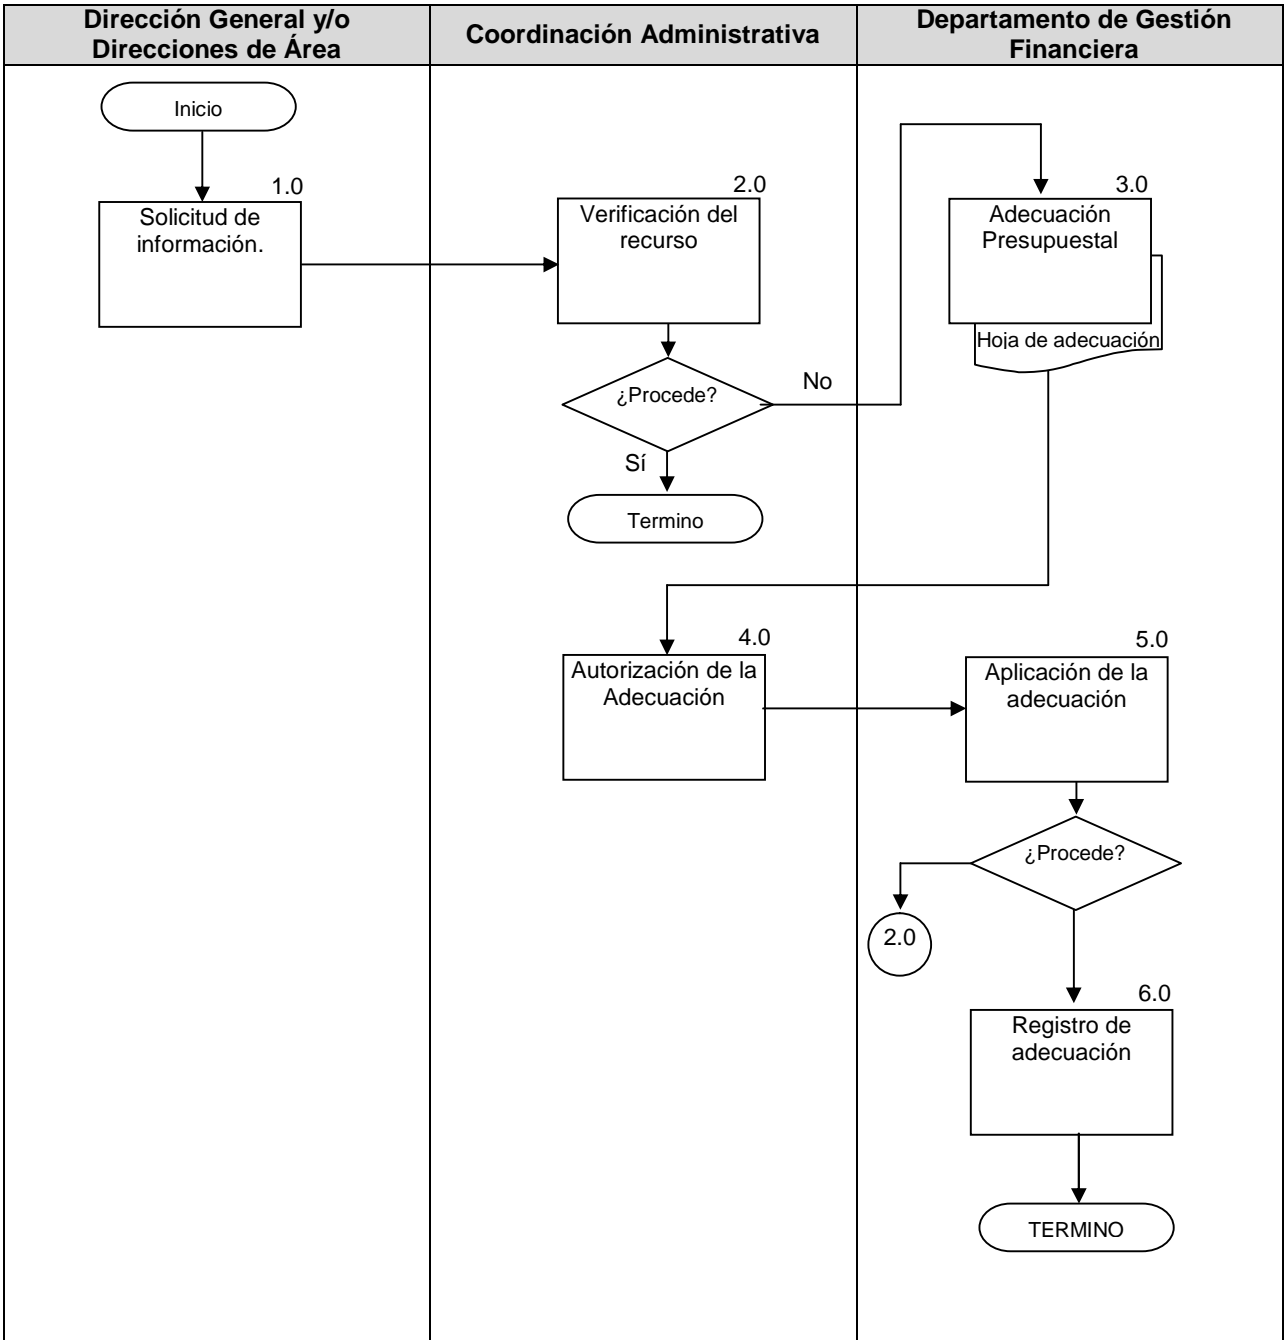 Dirección General y/o
Direcciones de Área
Coordinación Administrativa
Departamento de Gestión
Financiera
Inicio
1.0
Solicitud de
información.
2.0
Verificación del
recurso
3.0
Adecuación
Presupuestal
Hoja de adecuación
¿Procede?
No
Sí
Termino
4.0
Autorización de la
Adecuación
5.0
Aplicación de la
adecuación
¿Procede?
2.0
6.0
Registro de
adecuación
TERMINO